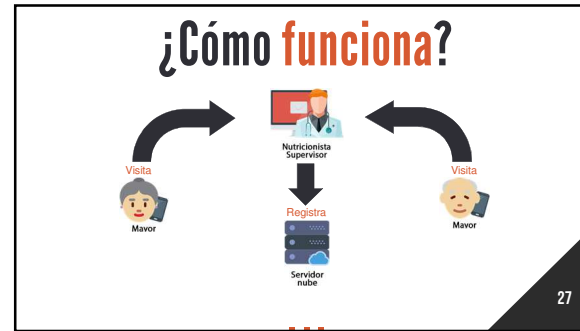 ¿Cómo funciona?
Nutricionista
Supervisor
Visita
Mayor
Visita
Mayor
Registra
Servidor
nube
27